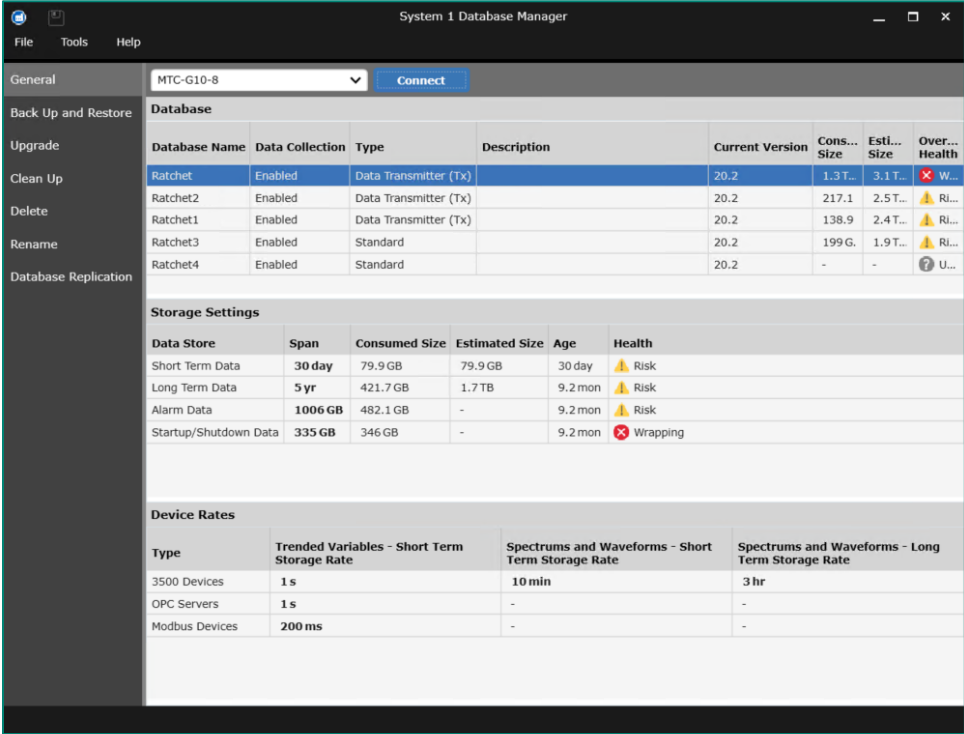 System 1 Database Manager
File Tools Help
General
Back Up and Restore
Upgrade
Clean Up
Delete
Rename
Database Replication
MTC-G10-8 Connect
Database
Database Name Data Collection Type Description Current Version Cons... Size Esti... Size Over... Health
Ratchet Enabled Data Transmitter (Tx) 20.2 1.3 T... 3.1 T... W...
Ratchet2 Enabled Data Transmitter (Tx) 20.2 217.1 2.5 T... Ri...
Ratchet1 Enabled Data Transmitter (Tx) 20.2 138.9 2.4 T... Ri...
Ratchet3 Enabled Standard 20.2 199 G. 1.9 T... Ri...
Ratchet4 Enabled Standard 20.2 - - U...
Storage Settings
Data Store Span Consumed Size Estimated Size Age Health
Short Term Data 30 day 79.9 GB 79.9 GB 30 day Risk
Long Term Data 5 yr 421.7 GB 1.7 TB 9.2 mon Risk
Alarm Data 1006 GB 482.1 GB - 9.2 mon Risk
Startup/Shutdown Data 335 GB 346 GB - 9.2 mon Wrapping
Device Rates
Type Trended Variables - Short Term Storage Rate Spectrums and Waveforms - Short Term Storage Rate Spectrums and Waveforms - Long Term Storage Rate
3500 Devices 1 s 10 min 3 hr
OPC Servers 1 s - -
Modbus Devices 200 ms - -